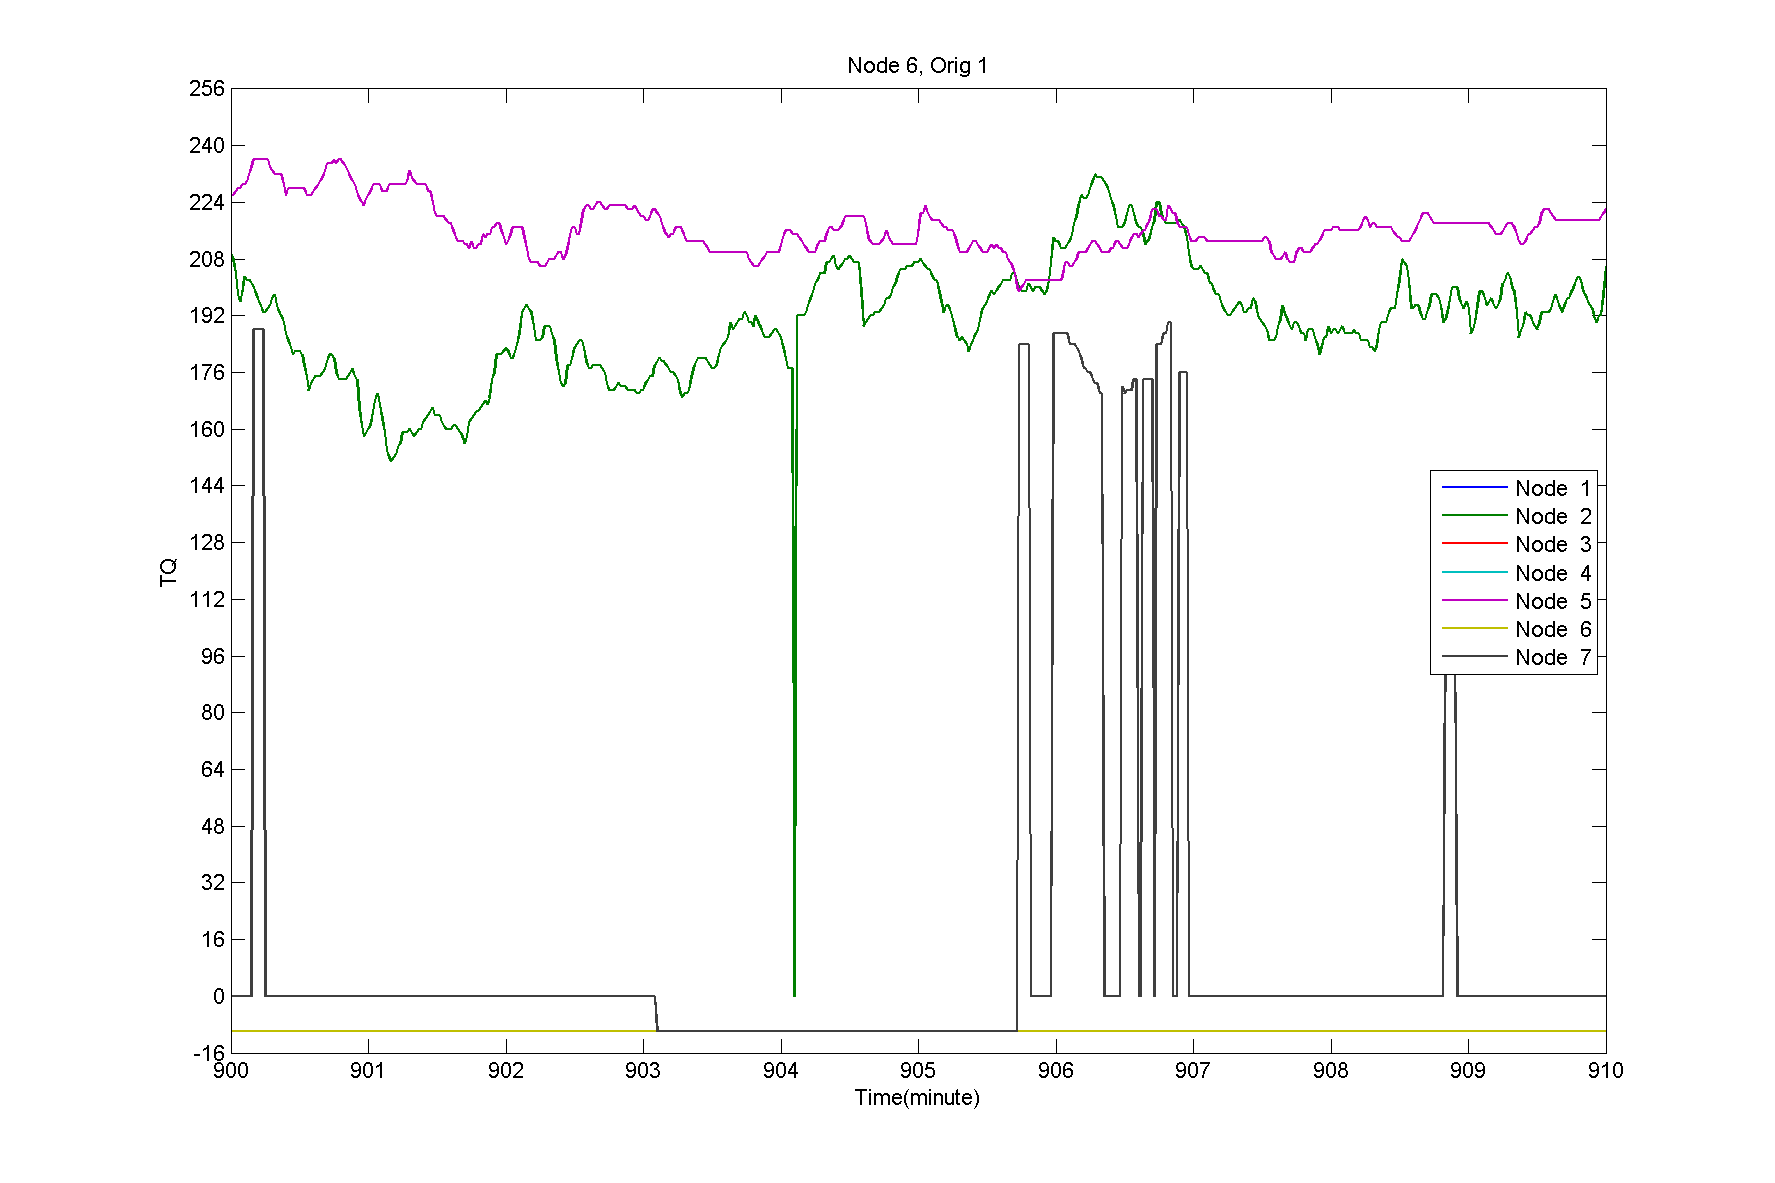 Node 6, Orig 1
256
240
224
208
192
176
160
144
128
112
96
80
64
48
32
16
0
-16
TQ
Node 1
Node 2
Node 3
Node 4
Node 5
Node 6
Node 7
900 901 902 903 904 905 906 907 908 909 910
Time(minute)